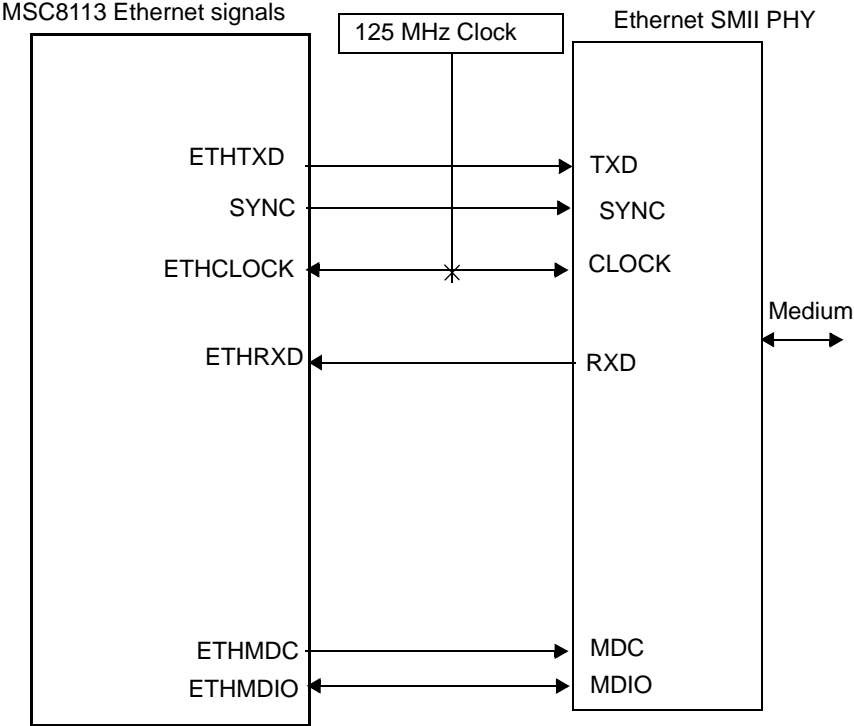 MSC8113 Ethernet signals
125 MHz Clock
Ethernet SMII PHY
ETHTXD
TXD
SYNC
SYNC
ETHCLOCK
CLOCK
Medium
ETHRXD
RXD
ETHMDC
MDC
ETHMDIO
MDIO